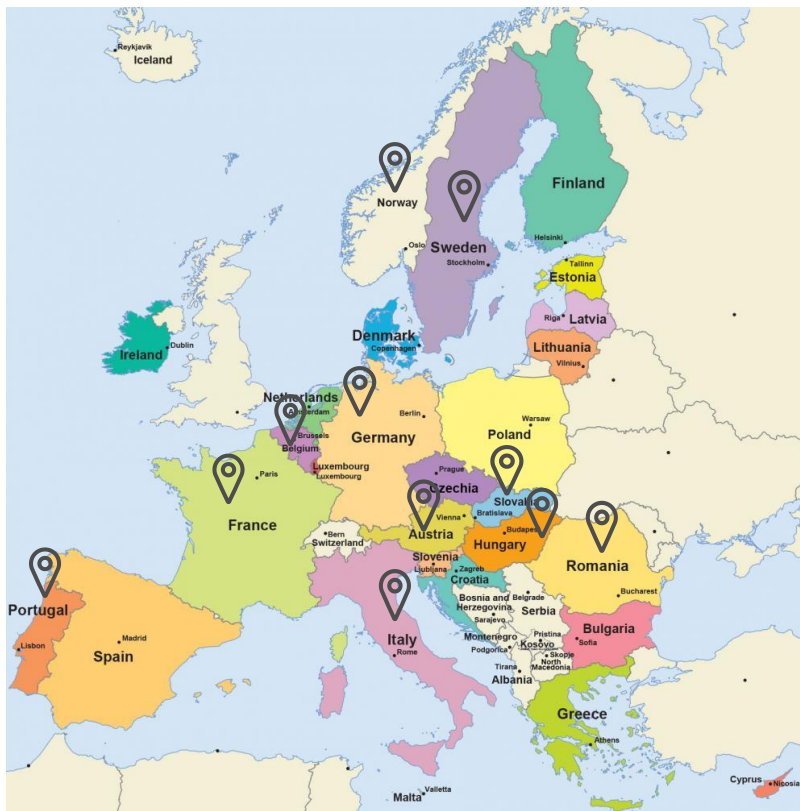 Reykjavik
Iceland
Finland
Norway
Helsinki
Oslo
Sweden
Stockholm
Tallinn
Estonia
Riga
Latvia
Denmark
Copenhagen
Lithuania
Vilnius
Dublin
Ireland
Netherlands
Amsterdam
Berlin
Warsaw
Brussels
Belgium
Germany
Poland
Luxembourg
Luxembourg
Paris
Prague
Czechia
Slovakia
Bratislava
France
Vienna
Austria
Budapest
Hungary
Bern
Switzerland
Slovenia
Ljubljana
Zagreb
Croatia
Romania
Bucharest
Bosnia and
Herzegovina
Sarajevo
Belgrade
Serbia
Portugal
Lisbon
Madrid
Spain
Italy
Rome
Montenegro
Podgorica
Pristina
Kosovo
Sofia
Bulgaria
Skopje
North
Macedonia
Tirana
Albania
Greece
Athens
Valletta
Malta
Cyprus
Nicosia